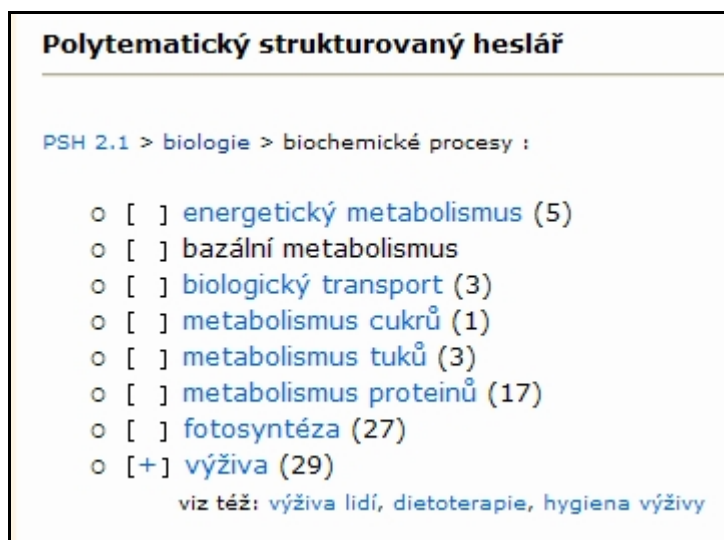 Polytematický strukturovaný heslář
PSH 2.1 > biologie > biochemické procesy :
o [ ] energetický metabolismus (5)
o [ ] bazální metabolismus
o [ ] biologický transport (3)
o [ ] metabolismus cukrů (1)
o [ ] metabolismus tuků (3)
o [ ] metabolismus proteinů (17)
o [ ] fotosyntéza (27)
o [+] výživa (29)
viz též: výživa lidí, dietoterapie, hygiena výživy